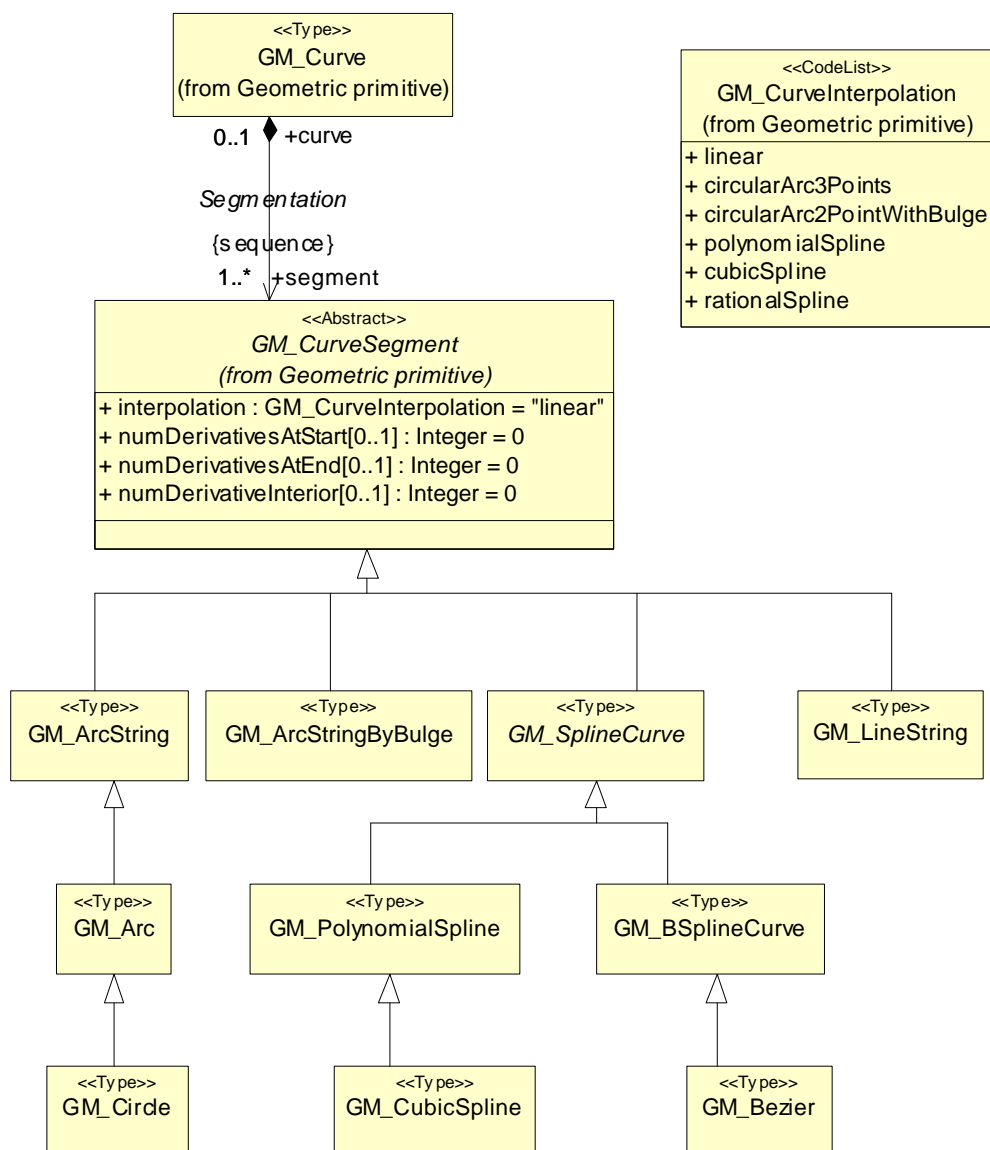 <<Type>>
GM_Curve
(from Geometric primitive)
0..1
+curve
Segmentation
{sequence}
1..*
+segment
<<CodeList>>
GM_CurveInterpolation
(from Geometric primitive)
+ linear
+ circularArc3Points
+ circularArc2PointWithBulge
+ polynomialSpline
+ cubicSpline
+ rationalSpline
<<Abstract>>
GM_CurveSegment
(from Geometric primitive)
+ interpolation : GM_CurveInterpolation = "linear"
+ numDerivativesAtStart[0..1] : Integer = 0
+ numDerivativesAtEnd[0..1] : Integer = 0
+ numDerivativeInterior[0..1] : Integer = 0
<<Type>>
GM_ArcString
<<Type>>
GM_ArcStringByBulge
<<Type>>
GM_SplineCurve
<<Type>>
GM_LineString
<<Type>>
GM_Arc
<<Type>>
GM_PolynomialSpline
<<Type>>
GM_BSplineCurve
<<Type>>
GM_Circle
<<Type>>
GM_CubicSpline
<<Type>>
GM_Bezier